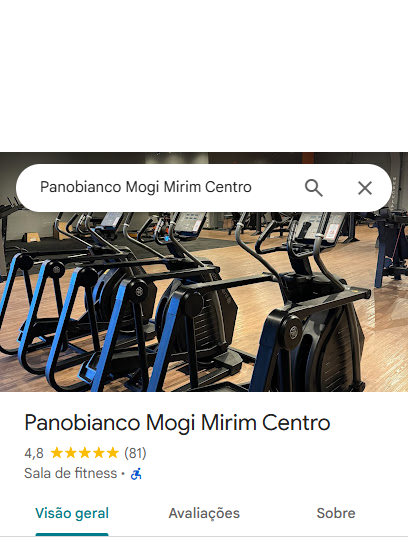 Panobianco Mogi Mirim Centro
Panobianco Mogi Mirim Centro
4,8 (81)
Sala de fitness ·
Visão geral
Avaliações
Sobre